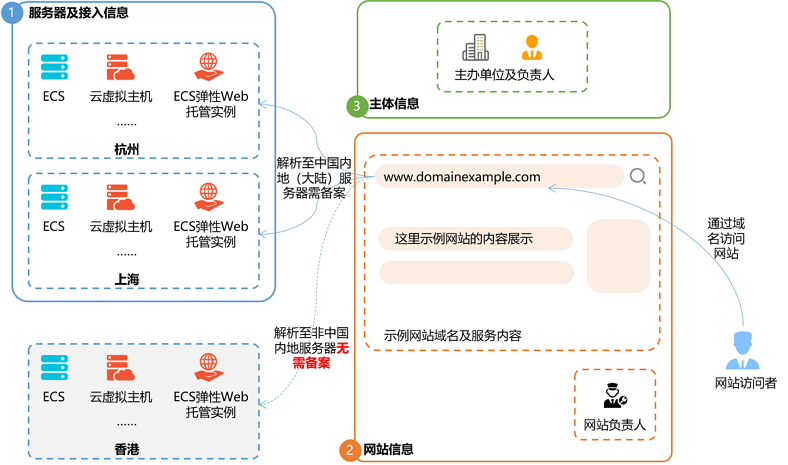 1 服务器及接入信息
ECS 云虚拟主机 ECS弹性Web
托管实例
......
杭州
ECS 云虚拟主机 ECS弹性Web
托管实例
......
上海
ECS 云虚拟主机 ECS弹性Web
托管实例
......
香港
解析至中国内
地（大陆）服
务器需备案
解析至非中国
内地服务器无
需备案
主办单位及负责人
3 主体信息
www.domainexample.com
这里示例网站的内容展示
示例网站域名及服务内容
网站负责人
2 网站信息
通过域
名访问
网站
网站访问者